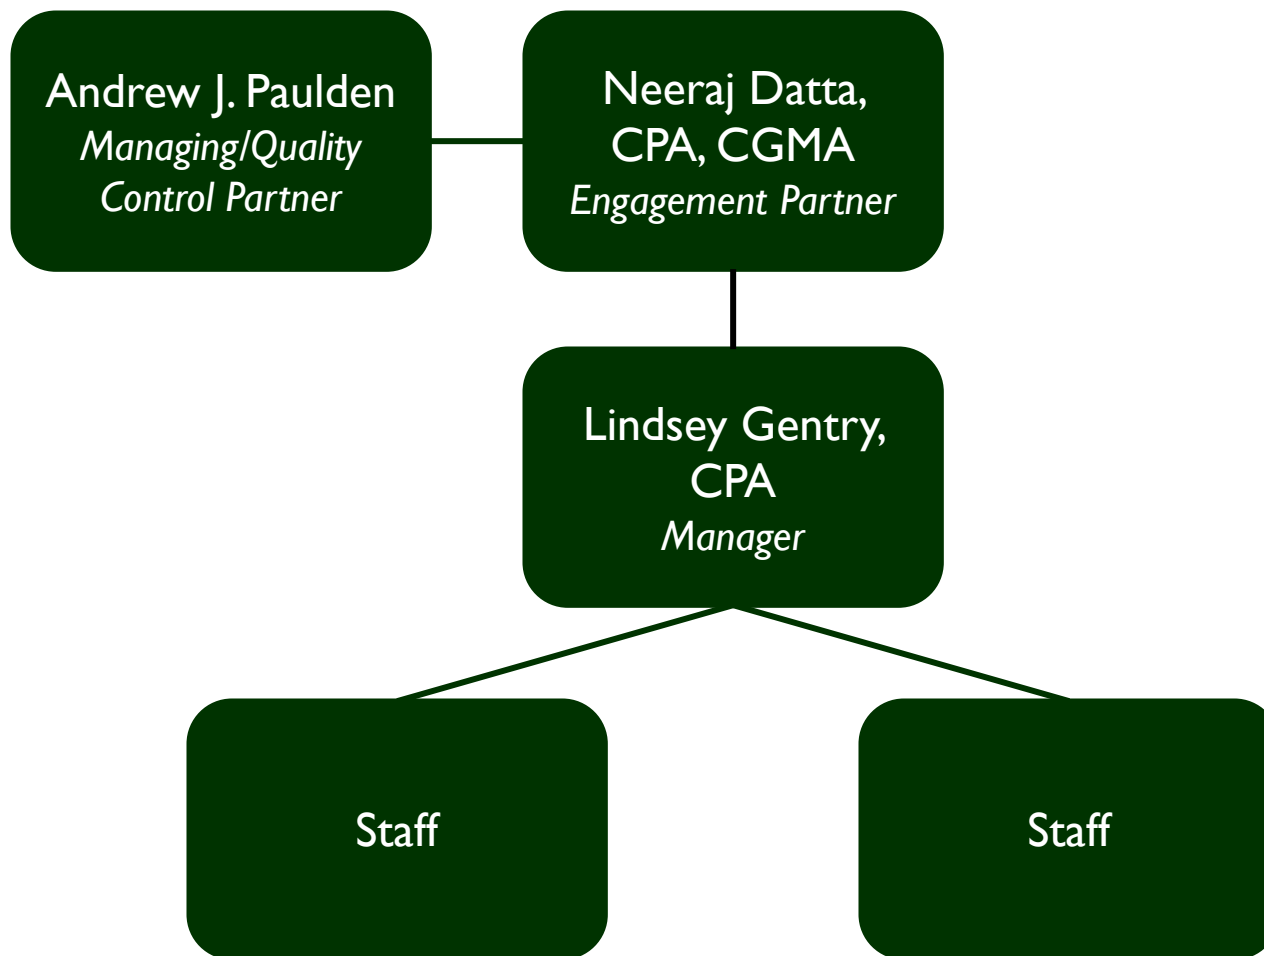 Andrew J. Paulden
Managing/Quality
Control Partner
Neeraj Datta,
CPA, CGMA
Engagement Partner
Lindsey Gentry,
CPA
Manager
Staff
Staff